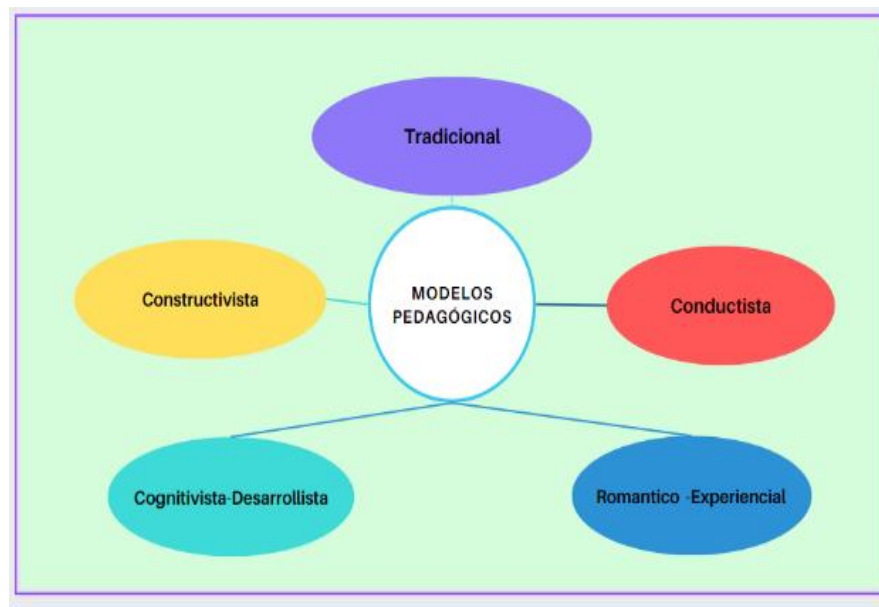 Tradicional
Constructivista
MODELOS
PEDAGÓGICOS
Conductista
Cognitivista-Desarrollista
Romantico -Experiencial